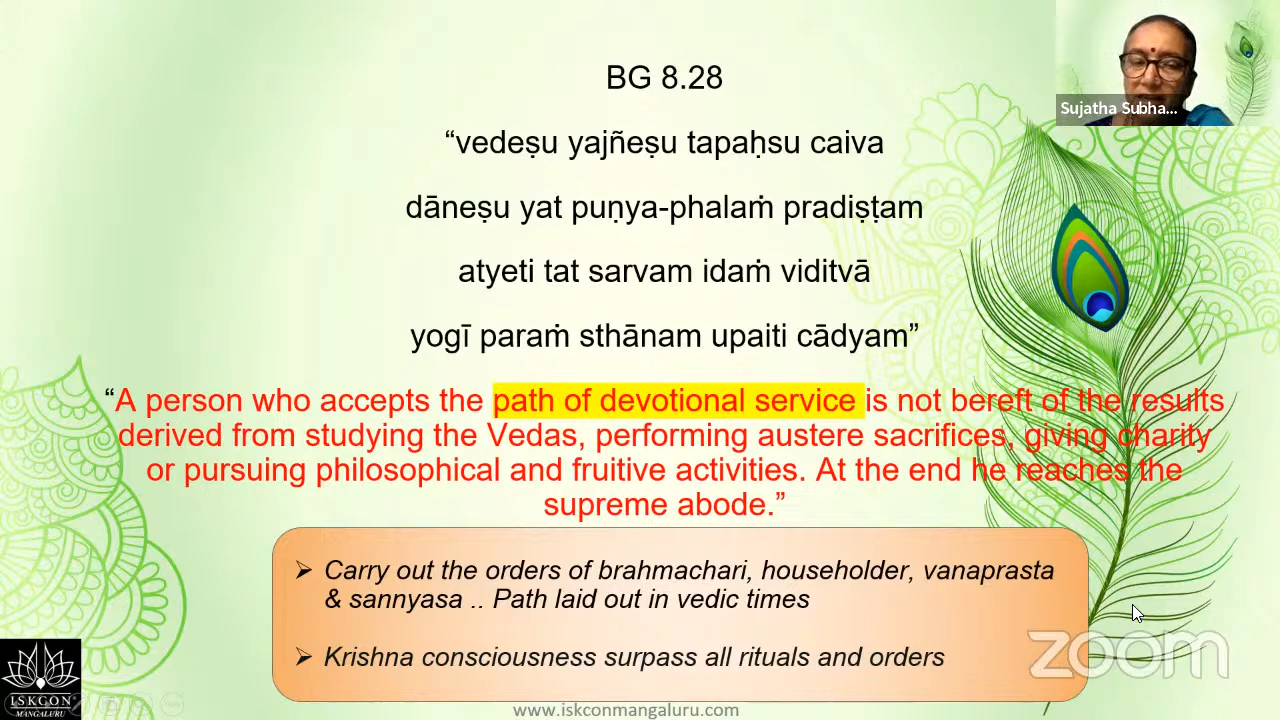 BG 8.28
Sujatha Subha...
“vedeṣu yajñeṣu tapaḥsu caiva
dāneṣu yat puṇya-phalaṁ pradiṣṭam
atyeti tat sarvam idaṁ viditvā
yogī paraṁ sthānam upaiti cādyam”
“A person who accepts the path of devotional service is not bereft of the results
derived from studying the Vedas, performing austere sacrifices, giving charity
or pursuing philosophical and fruitive activities. At the end he reaches the
supreme abode.”
➢ Carry out the orders of brahmachari, householder, vanaprasta
& sannyasa .. Path laid out in vedic times
➢ Krishna consciousness surpass all rituals and orders
zoom
ISKCON
MANGALURU
www.iskconmangaluru.com